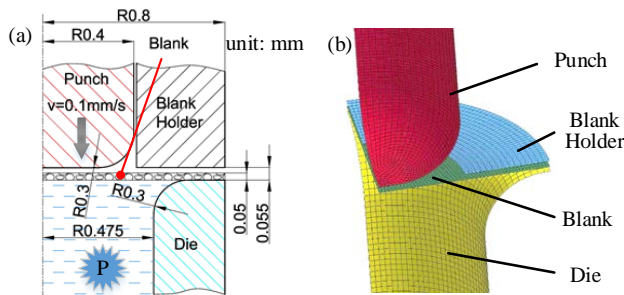 (a)
R0.8
R0.4
Blank
unit: mm
Punch
v=0.1mm/s
Blank
Holder
R0.3
R0.3
0.05
0.055
R0.475
Die
P
(b)
Punch
Blank
Holder
Blank
Die